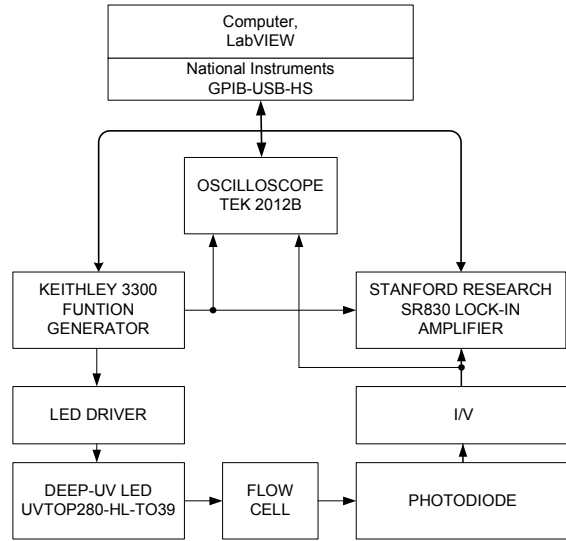 Computer,
LabVIEW
National Instruments
GPIB-USB-HS
OSCILLOSCOPE
TEK 2012B
KEITHLEY 3300
FUNTION
GENERATOR
STANFORD RESEARCH
SR830 LOCK-IN
AMPLIFIER
LED DRIVER
I/V
DEEP-UV LED
UVTOP280-HL-TO39
FLOW
CELL
PHOTODIODE